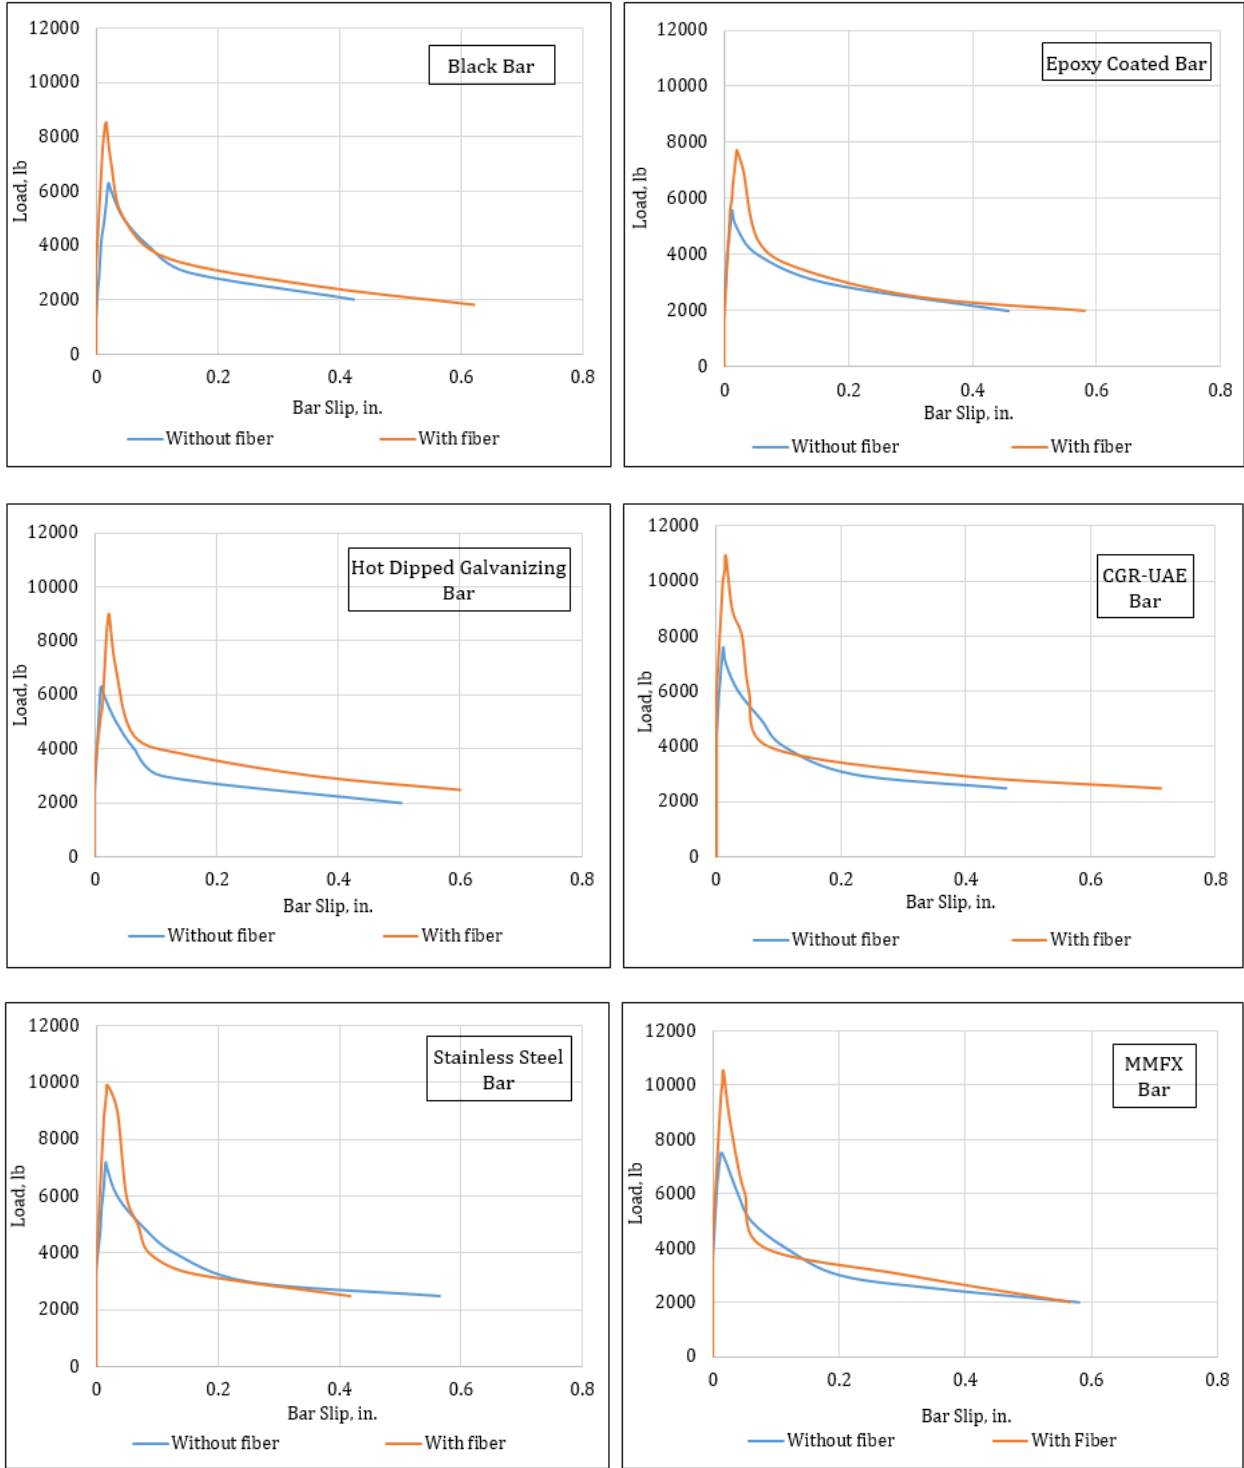 12000
10000
8000
6000
4000
2000
0
Load, lb
Black Bar
0 0.2 0.4 0.6 0.8
Bar Slip, in.
Without fiber With fiber
12000
10000
8000
6000
4000
2000
0
Load, lb
Epoxy Coated Bar
0 0.2 0.4 0.6 0.8
Bar Slip, in.
Without fiber With fiber
12000
10000
8000
6000
4000
2000
0
Load, lb
Hot Dipped Galvanizing
Bar
0 0.2 0.4 0.6 0.8
Bar Slip, in.
Without fiber With fiber
12000
10000
8000
6000
4000
2000
0
Load, lb
CGR-UAE
Bar
0 0.2 0.4 0.6 0.8
Bar Slip, in.
Without fiber With fiber
12000
10000
8000
6000
4000
2000
0
Load, lb
Stainless Steel
Bar
0 0.2 0.4 0.6 0.8
Bar Slip, in.
Without fiber With fiber
12000
10000
8000
6000
4000
2000
0
Load, lb
MMFX
Bar
0 0.2 0.4 0.6 0.8
Bar Slip, in.
Without fiber With Fiber